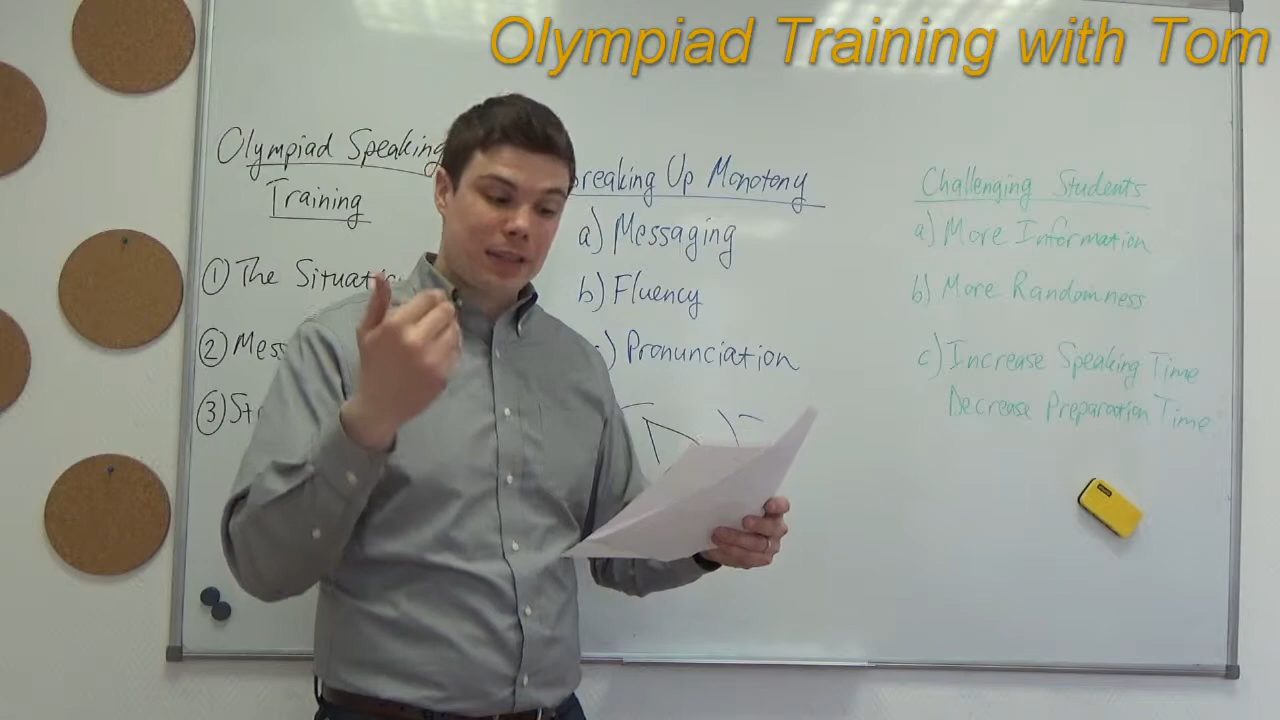 Olympiad Training with Tom
Olympiad Speaking
Training
① The Situatio
② Mess
③ St
reaking Up Monotony
a) Messaging
b) Fluency
) Pronunciation
Challenging Students
a) More Information
b) More Randomness
c) Increase Speaking Time
Decrease Preparation Time